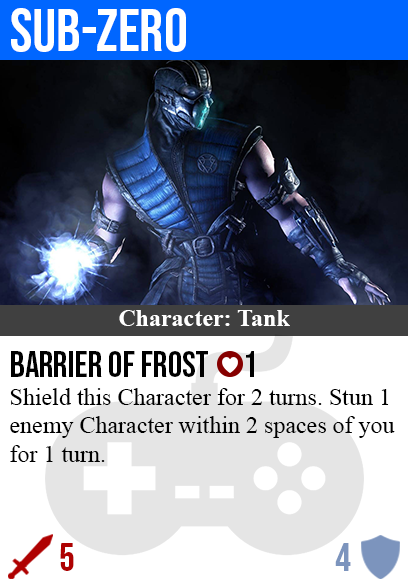 SUB-ZERO
Character: Tank
BARRIER OF FROST 1
Shield this Character for 2 turns. Stun 1
enemy Character within 2 spaces of you
for 1 turn.
5 4